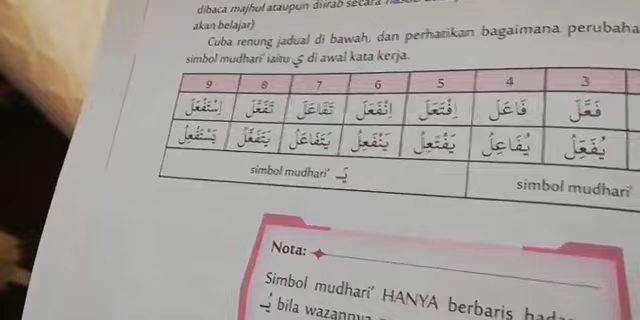 dibaca majhul ataupun diirab secara
akan belajar)
Cuba renung jadual di bawah, dan perhatikan bagaimana perubaha
simbol mudhari' iaitu ي di awal kata kerja.
9 8 7 6 5 4 3
اِسْتَفْعَلَ تَفَعَّلَ تَفَاعَلَ اِنْفَعَلَ اِفْتَعَلَ فَاعَلَ فَعَّلَ
يَسْتَفْعِلُ يَتَفَعَّلُ يَتَفَاعَلُ يَنْفَعِلُ يَفْتَعِلُ يُفَاعِلُ يُفَعِّلُ
simbol mudhari' يَـ simbol mudhari'
Nota:
Simbol mudhari' HANYA berbaris
يُـ bila wazannya